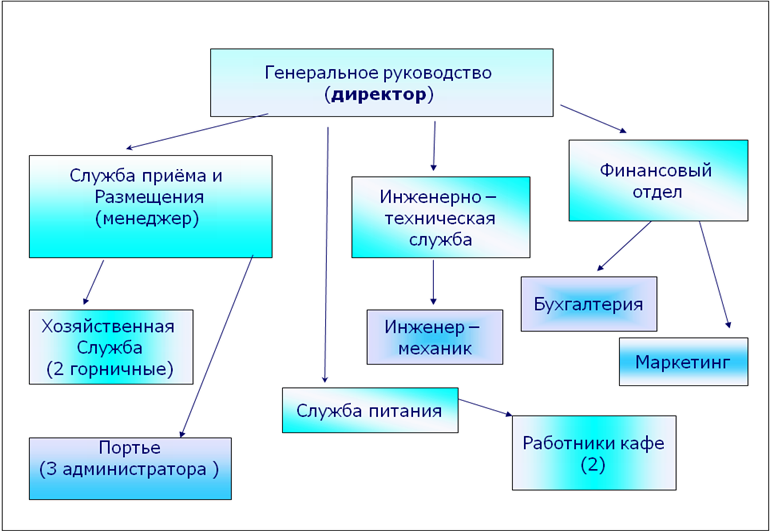 Генеральное руководство
(директор)
Служба приёма и
Размещения
(менеджер)
Инженерно –
техническая
служба
Финансовый
отдел
Хозяйственная
Служба
(2 горничные)
Инженер –
механик
Бухгалтерия
Маркетинг
Служба питания
Портье
(3 администратора )
Работники кафе
(2)